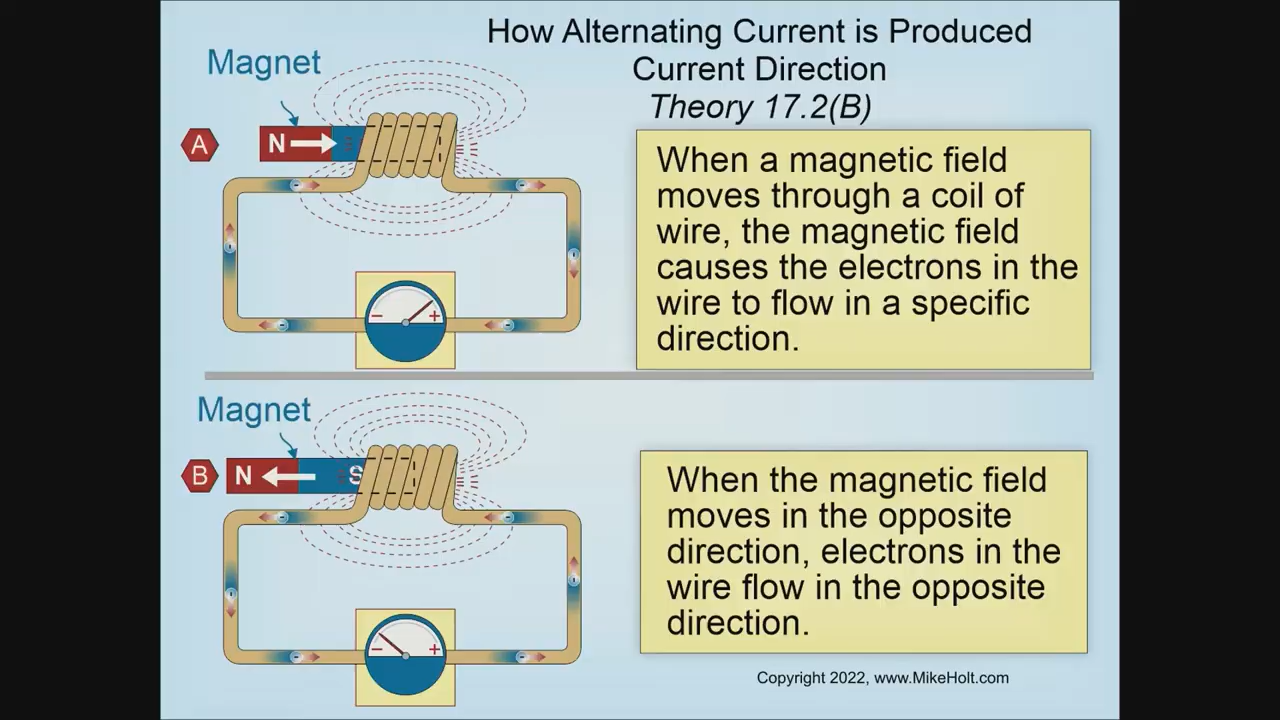 How Alternating Current is Produced
Current Direction
Theory 17.2(B)
Magnet
A
N
S
- +
When a magnetic field
moves through a coil of
wire, the magnetic field
causes the electrons in the
wire to flow in a specific
direction.
Magnet
B
N
S
- +
When the magnetic field
moves in the opposite
direction, electrons in the
wire flow in the opposite
direction.
Copyright 2022, www.MikeHolt.com